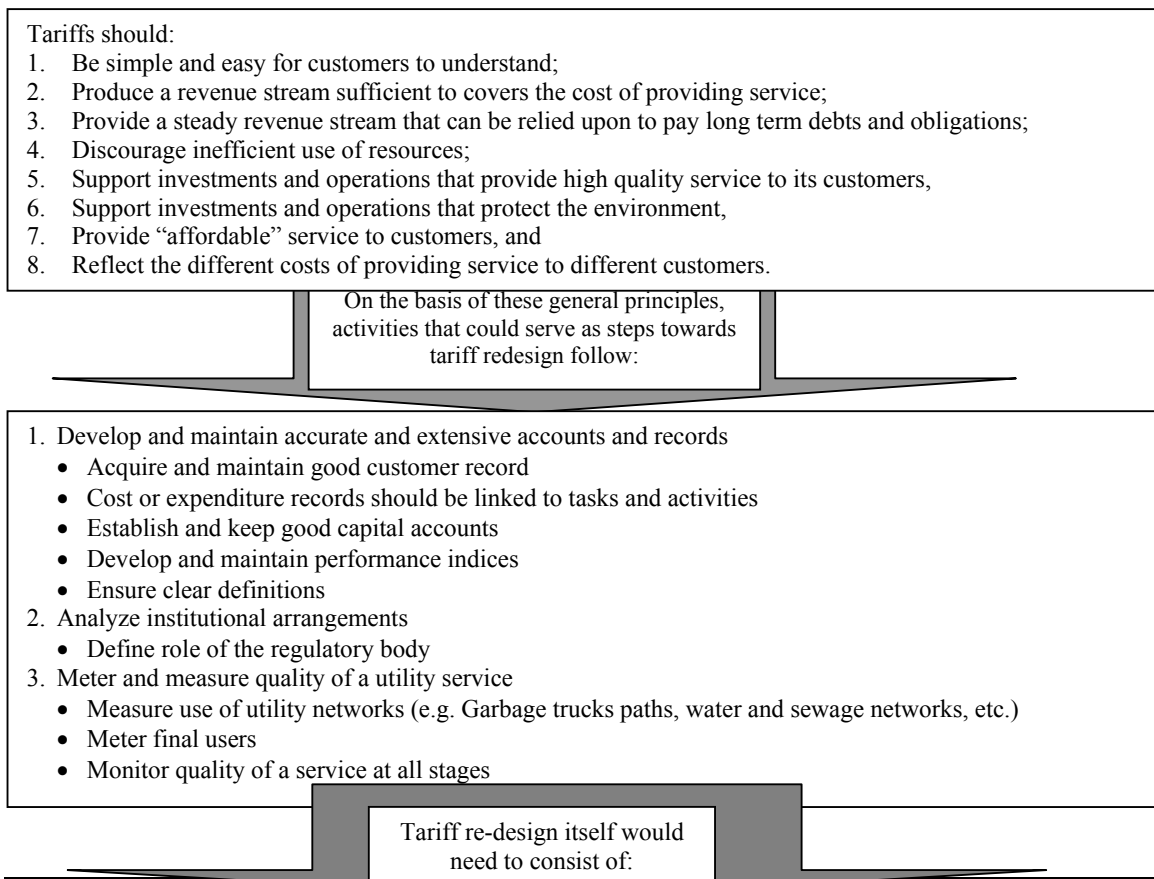 Tariffs should:
1. Be simple and easy for customers to understand;
2. Produce a revenue stream sufficient to covers the cost of providing service;
3. Provide a steady revenue stream that can be relied upon to pay long term debts and obligations;
4. Discourage inefficient use of resources;
5. Support investments and operations that provide high quality service to its customers,
6. Support investments and operations that protect the environment,
7. Provide “affordable” service to customers, and
8. Reflect the different costs of providing service to different customers.
On the basis of these general principles,
activities that could serve as steps towards
tariff redesign follow:
1. Develop and maintain accurate and extensive accounts and records
• Acquire and maintain good customer record
• Cost or expenditure records should be linked to tasks and activities
• Establish and keep good capital accounts
• Develop and maintain performance indices
• Ensure clear definitions
2. Analyze institutional arrangements
• Define role of the regulatory body
3. Meter and measure quality of a utility service
• Measure use of utility networks (e.g. Garbage trucks paths, water and sewage networks, etc.)
• Meter final users
• Monitor quality of a service at all stages
Tariff re-design itself would
need to consist of: